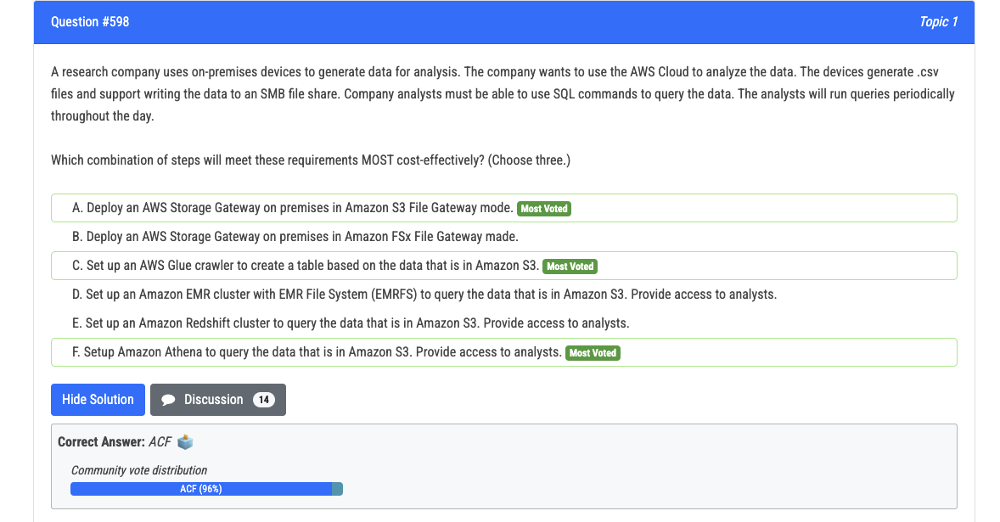 Question #598
Topic 1
A research company uses on-premises devices to generate data for analysis. The company wants to use the AWS Cloud to analyze the data. The devices generate .csv
files and support writing the data to an SMB file share. Company analysts must be able to use SQL commands to query the data. The analysts will run queries periodically
throughout the day.
Which combination of steps will meet these requirements MOST cost-effectively? (Choose three.)
A. Deploy an AWS Storage Gateway on premises in Amazon S3 File Gateway mode. Most Voted
B. Deploy an AWS Storage Gateway on premises in Amazon FSx File Gateway made.
C. Set up an AWS Glue crawler to create a table based on the data that is in Amazon S3. Most Voted
D. Set up an Amazon EMR cluster with EMR File System (EMRFS) to query the data that is in Amazon S3. Provide access to analysts.
E. Set up an Amazon Redshift cluster to query the data that is in Amazon S3. Provide access to analysts.
F. Setup Amazon Athena to query the data that is in Amazon S3. Provide access to analysts. Most Voted
Hide Solution
Discussion 14
Correct Answer: ACF
Community vote distribution
ACF (96%)